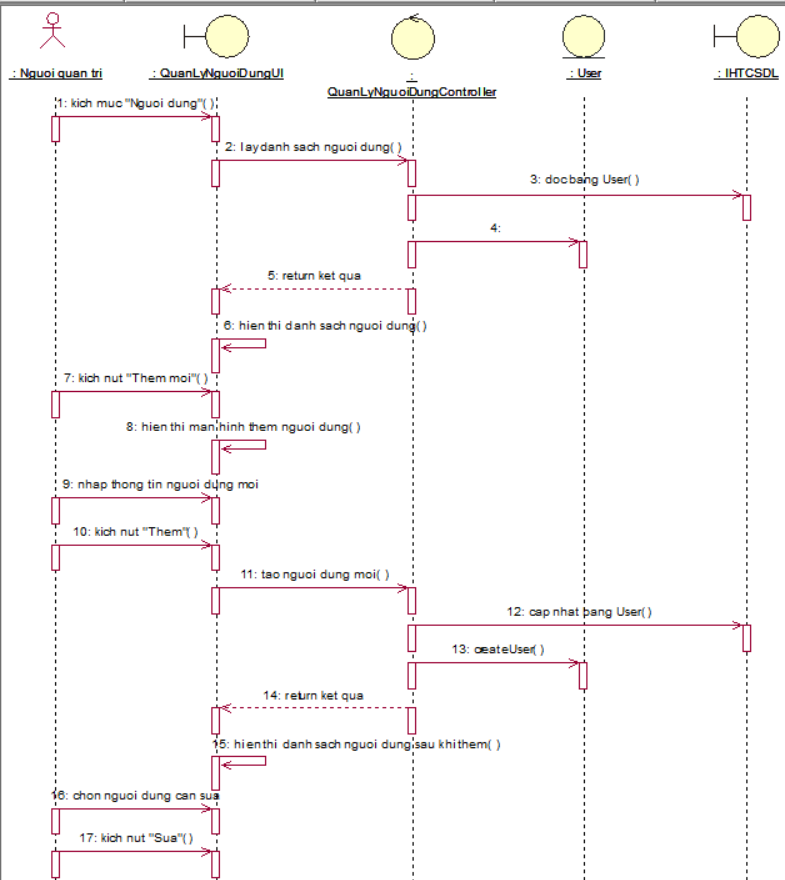 : Nguoi quan tri
: QuanLyNguoiDungUI
:
QuanLyNguoiDungController
: User
: IHTCSDL
1: kich muc "Nguoi dung"( )
2: lay danh sach nguoi dung( )
3: doc bang User( )
4:
5: return ket qua
6: hien thi danh sach nguoi dung( )
7: kich nut "Them moi"( )
8: hien thi man hinh them nguoi dung( )
9: nhap thong tin nguoi dung moi
10: kich nut "Them"( )
11: tao nguoi dung moi( )
12: cap nhat bang User( )
13: createUser( )
14: return ket qua
15: hien thi danh sach nguoi dung sau khi them( )
16: chon nguoi dung can sua
17: kich nut "Sua"( )